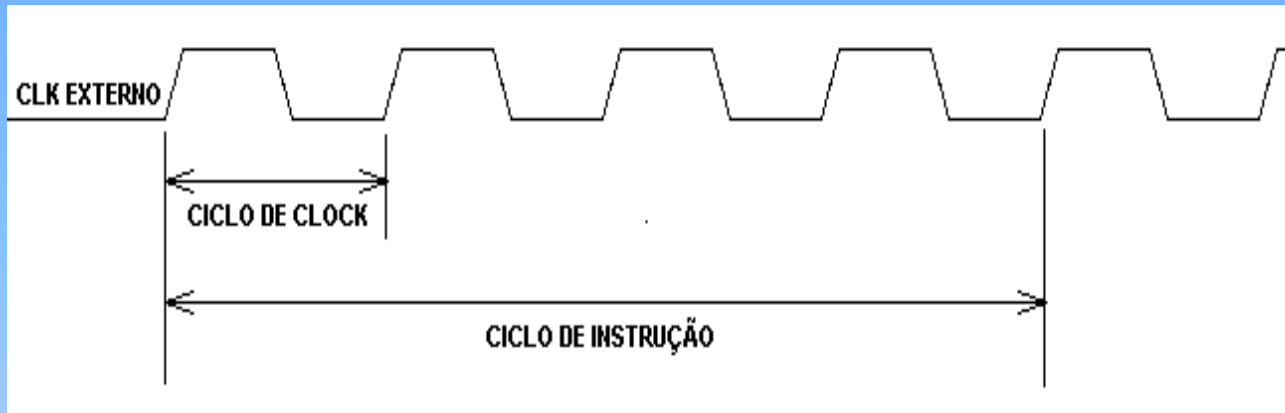 CLK EXTERNO
CICLO DE CLOCK
CICLO DE INSTRUÇÃO